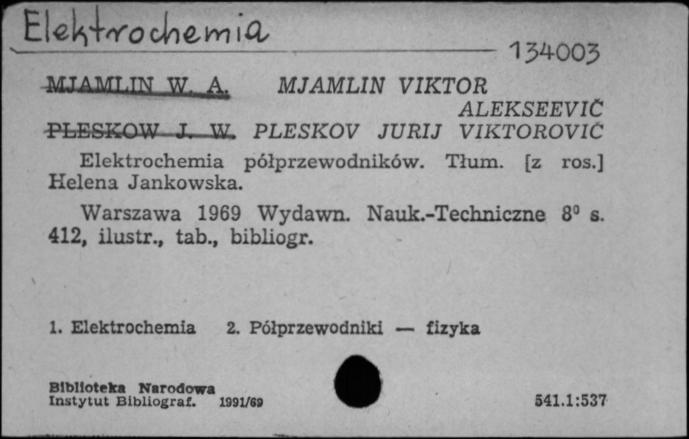 Elektrochemia
134003
MJAMLIN W. A. MJAMLIN VIKTOR
ALEKSEEVIČ
PLESKOW J. W. PLESKOV JURIJ VIKTOROVIČ
Elektrochemia półprzewodników. Tłum. [z ros.]
Helena Jankowska.
Warszawa 1969 Wydawn. Nauk.-Techniczne 8⁰ s.
412, ilustr., tab., bibliogr.
1. Elektrochemia 2. Półprzewodniki — fizyka
Biblioteka Narodowa
Instytut Bibliograf. 1991/69
541.1:537